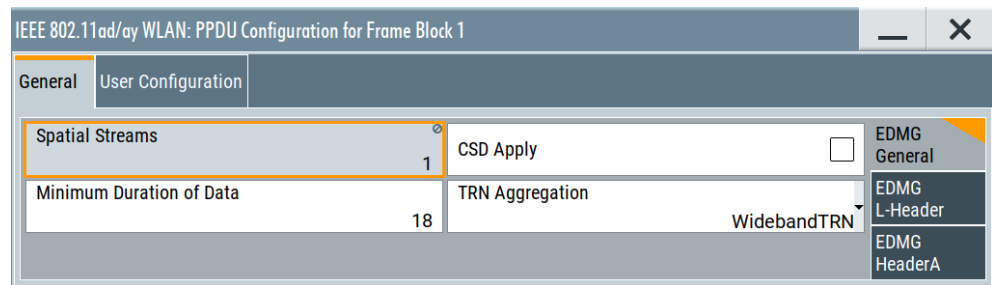 IEEE 802.11ad/ay WLAN: PPDU Configuration for Frame Block 1
General
User Configuration
Spatial Streams
1
CSD Apply
Minimum Duration of Data
18
TRN Aggregation
WidebandTRN
EDMG
General
EDMG
L-Header
EDMG
HeaderA